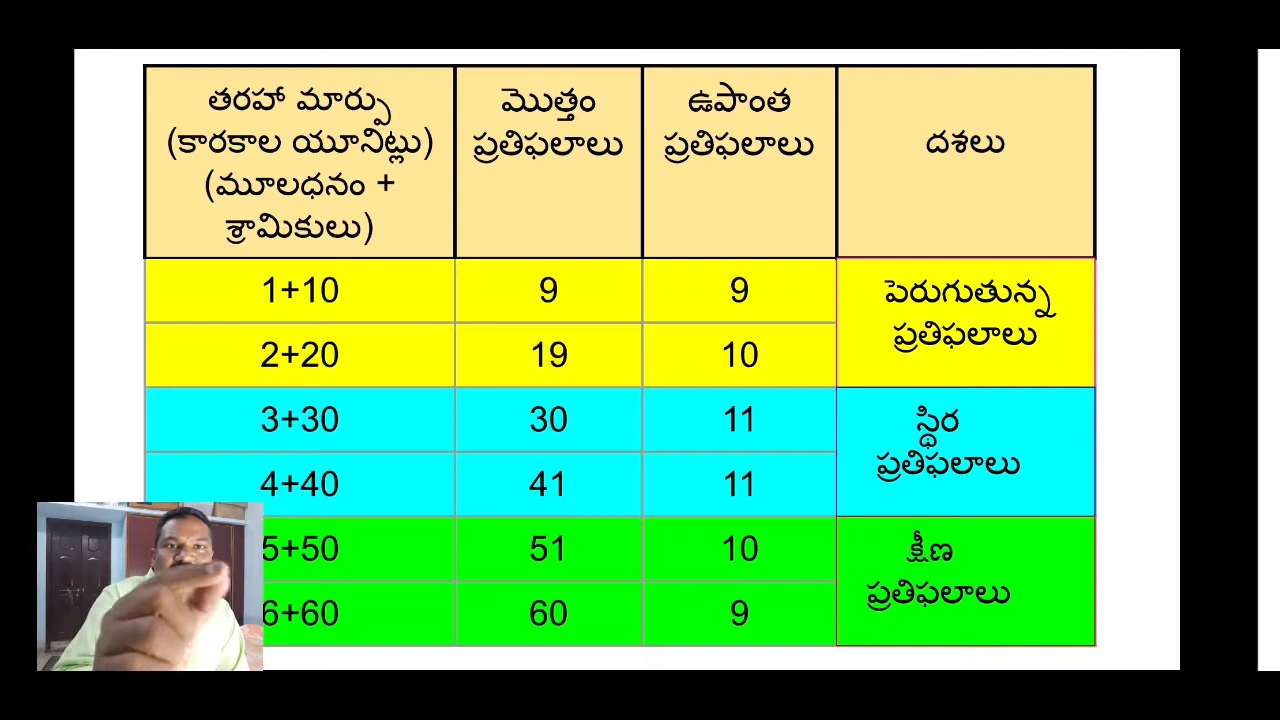 తరహా మార్పు
(కారకాల యూనిట్లు)
(మూలధనం +
శ్రామికులు)
మొత్తం
ప్రతిఫలాలు
ఉపాంత
ప్రతిఫలాలు
దశలు
1+10 9 9
పెరుగుతున్న
ప్రతిఫలాలు
2+20 19 10
3+30 30 11
స్థిర
ప్రతిఫలాలు
4+40 41 11
5+50 51 10
క్షీణ
ప్రతిఫలాలు
6+60 60 9